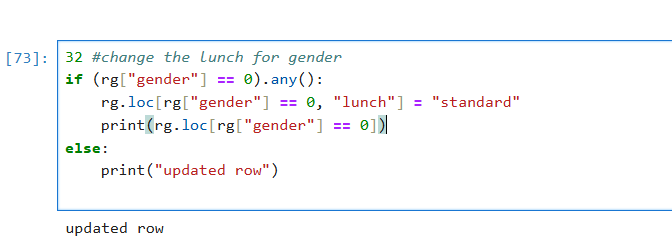 [73]: 32 #change the lunch for gender
if (rg["gender"] == 0).any():
    rg.loc[rg["gender"] == 0, "lunch"] = "standard"
    print(rg.loc[rg["gender"] == 0])
else:
    print("updated row")
updated row